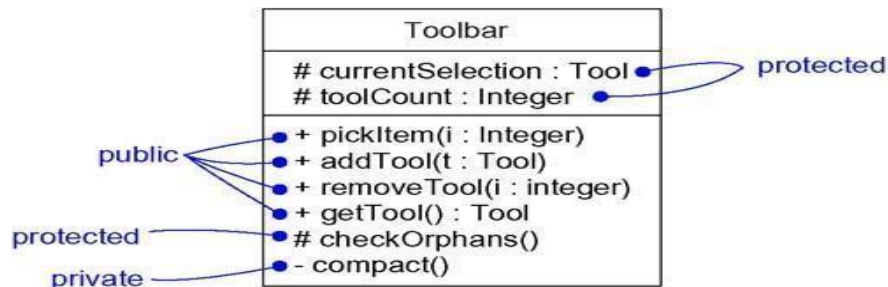 Toolbar
# currentSelection : Tool
# toolCount : Integer
protected
+ pickItem(i : Integer)
+ addTool(t : Tool)
+ removeTool(i : integer)
+ getTool() : Tool
# checkOrphans()
- compact()
public
protected
private